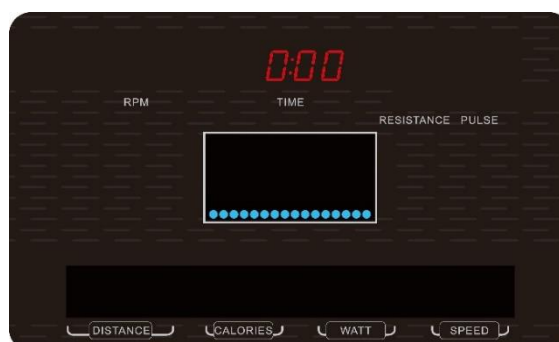 0:00
RPM
TIME
RESISTANCE PULSE
DISTANCE CALORIES WATT SPEED